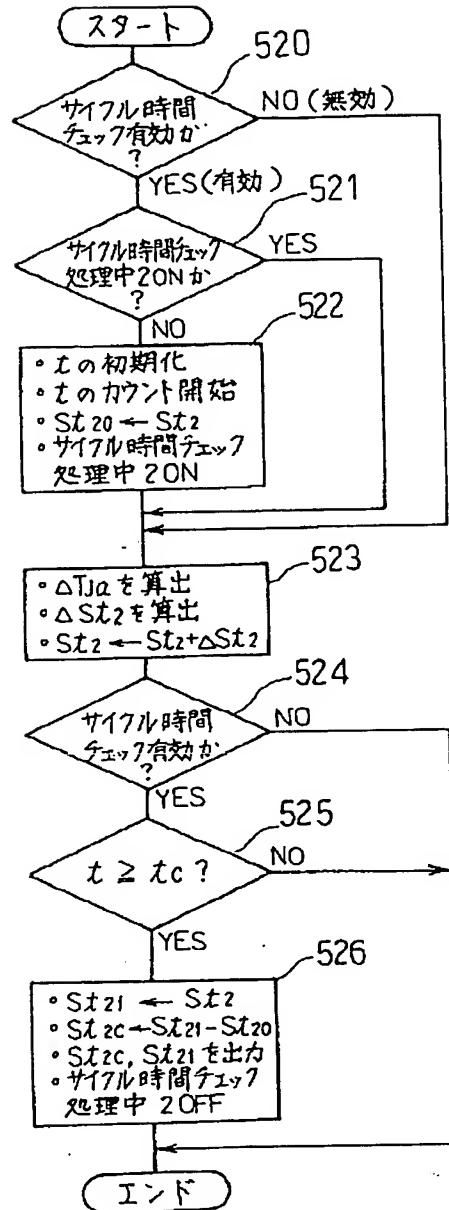 スタート
520
サイクル時間
チェック有効か
?
NO(無効)
YES(有効)
521
サイクル時間チェック
処理中2ONか
?
YES
NO
522
• tの初期化
• tのカウント開始
• St20 ← St2
• サイクル時間チェック
処理中2ON
523
• ΔTJaを算出
• ΔSt2を算出
• St2 ← St2+ΔSt2
524
サイクル時間
チェック有効か
?
NO
YES
525
t ≧ tc ?
NO
YES
526
• St21 ← St2
• St2c ← St21-St20
• St2c, St21を出力
• サイクル時間チェック
処理中2OFF
エンド